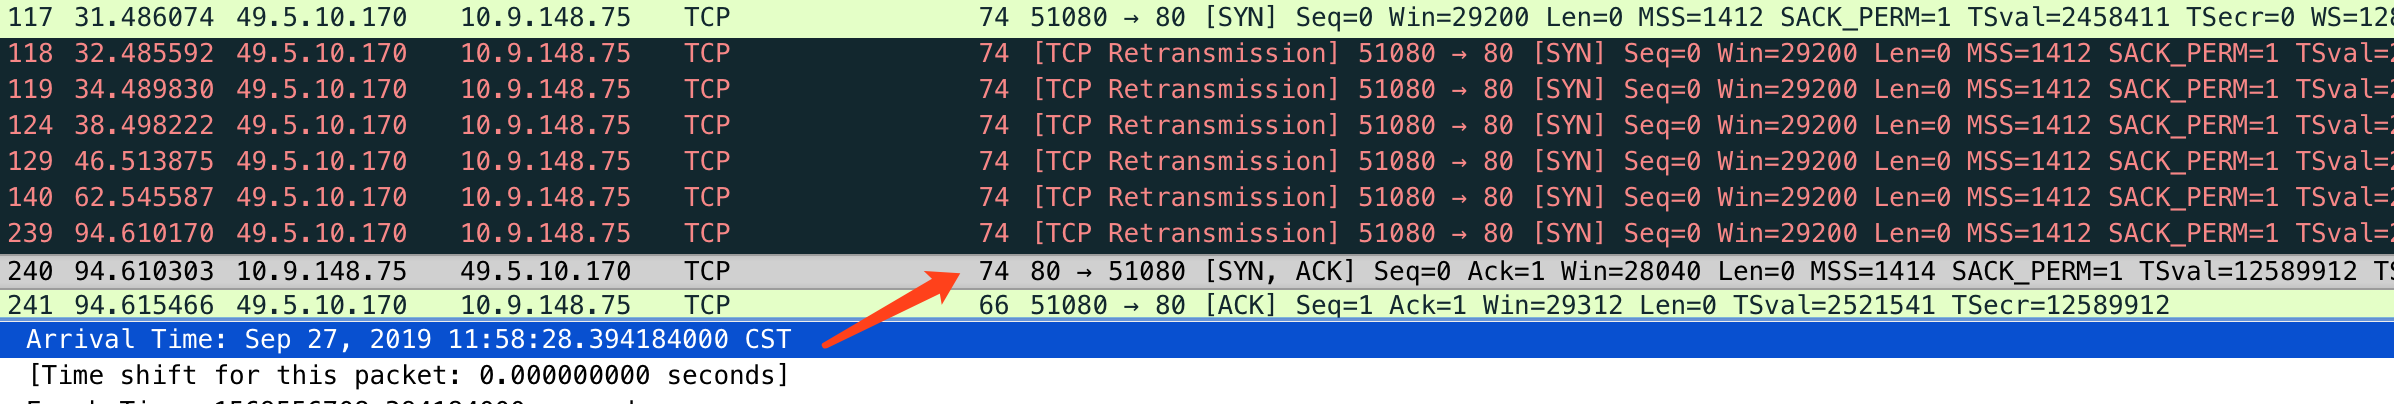 117 31.486074 49.5.10.170 10.9.148.75 TCP 74 51080 → 80 [SYN] Seq=0 Win=29200 Len=0 MSS=1412 SACK_PERM=1 TSval=2458411 TSecr=0 WS=128
118 32.485592 49.5.10.170 10.9.148.75 TCP 74 [TCP Retransmission] 51080 → 80 [SYN] Seq=0 Win=29200 Len=0 MSS=1412 SACK_PERM=1 TSval=2
119 34.489830 49.5.10.170 10.9.148.75 TCP 74 [TCP Retransmission] 51080 → 80 [SYN] Seq=0 Win=29200 Len=0 MSS=1412 SACK_PERM=1 TSval=2
124 38.498222 49.5.10.170 10.9.148.75 TCP 74 [TCP Retransmission] 51080 → 80 [SYN] Seq=0 Win=29200 Len=0 MSS=1412 SACK_PERM=1 TSval=2
129 46.513875 49.5.10.170 10.9.148.75 TCP 74 [TCP Retransmission] 51080 → 80 [SYN] Seq=0 Win=29200 Len=0 MSS=1412 SACK_PERM=1 TSval=2
140 62.545587 49.5.10.170 10.9.148.75 TCP 74 [TCP Retransmission] 51080 → 80 [SYN] Seq=0 Win=29200 Len=0 MSS=1412 SACK_PERM=1 TSval=2
239 94.610170 49.5.10.170 10.9.148.75 TCP 74 [TCP Retransmission] 51080 → 80 [SYN] Seq=0 Win=29200 Len=0 MSS=1412 SACK_PERM=1 TSval=2
240 94.610303 10.9.148.75 49.5.10.170 TCP 74 80 → 51080 [SYN, ACK] Seq=0 Ack=1 Win=28040 Len=0 MSS=1414 SACK_PERM=1 TSval=12589912 TS
241 94.615466 49.5.10.170 10.9.148.75 TCP 66 51080 → 80 [ACK] Seq=1 Ack=1 Win=29312 Len=0 TSval=2521541 TSecr=12589912
Arrival Time: Sep 27, 2019 11:58:28.394184000 CST
[Time shift for this packet: 0.000000000 seconds]